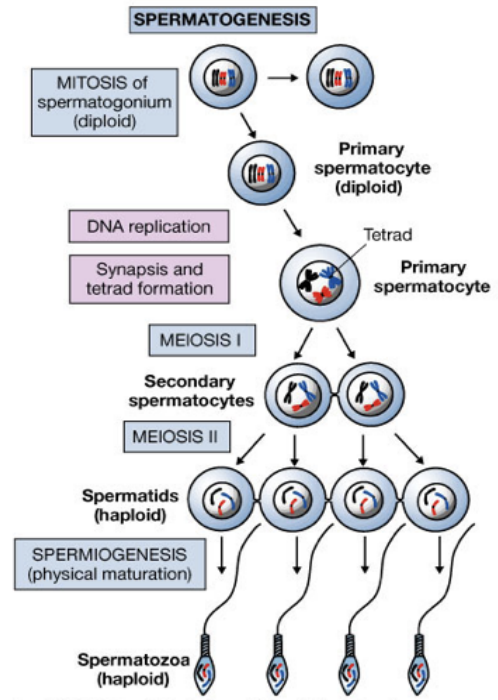 SPERMATOGENESIS
MITOSIS of
spermatogonium
(diploid)
Primary
spermatocyte
(diploid)
DNA replication
Tetrad
Synapsis and
tetrad formation
Primary
spermatocyte
MEIOSIS I
Secondary
spermatocytes
MEIOSIS II
Spermatids
(haploid)
SPERMIOGENESIS
(physical maturation)
Spermatozoa
(haploid)